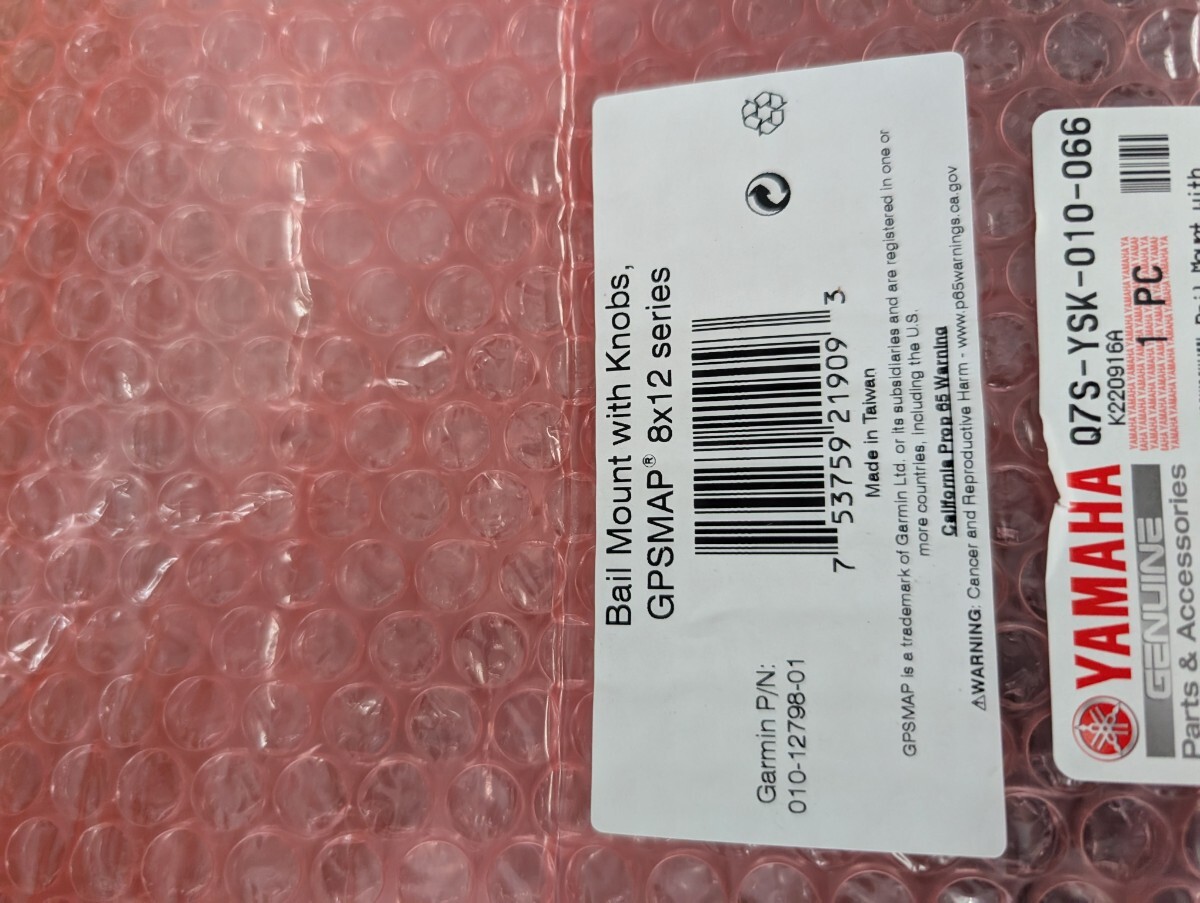 Bail Mount with Knobs,
GPSMAP® 8x12 series
7 53759 21909 3
Garmin P/N:
010-12798-01
Made in Taiwan
GPSMAP is a trademark of Garmin Ltd. or its subsidiaries and are registered in one or
more countries, including the U.S.
California Prop 65 Warning
⚠WARNING: Cancer and Reproductive Harm - www.p65warnings.ca.gov
YAMAHA Q7S-YSK-010-066
K220916A
GENUINE
1 PC
Parts & Accessories
Mount with